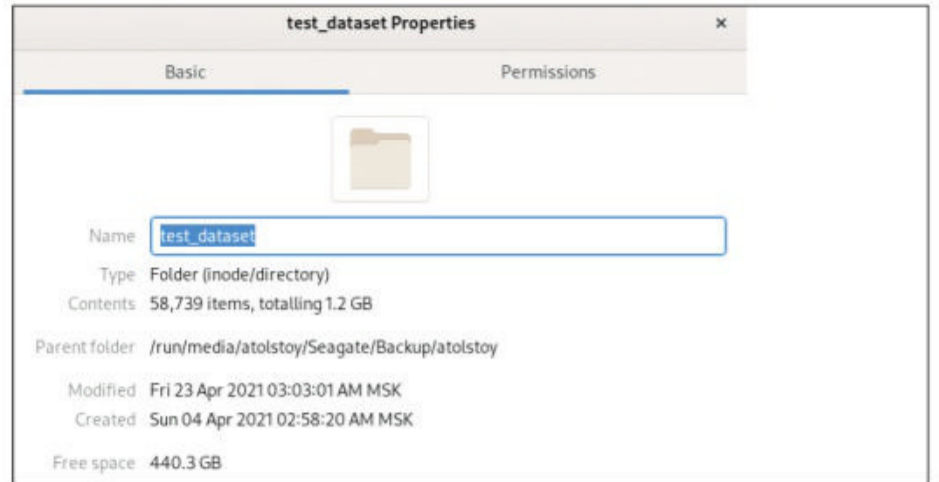 test_dataset Properties ×
Basic Permissions
Name test_dataset
Type Folder (inode/directory)
Contents 58,739 items, totalling 1.2 GB
Parent folder /run/media/atolstoy/Seagate/Backup/atolstoy
Modified Fri 23 Apr 2021 03:03:01 AM MSK
Created Sun 04 Apr 2021 02:58:20 AM MSK
Free space 440.3 GB